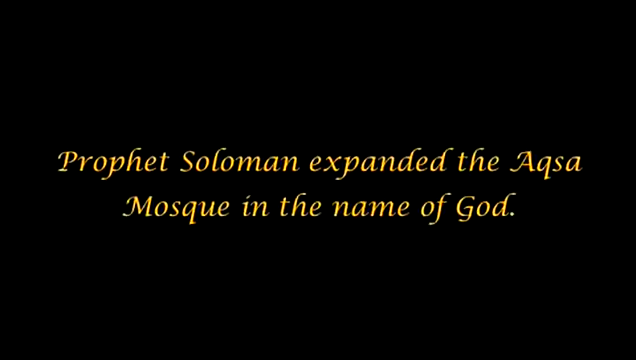 Prophet Soloman expanded the Aqsa
Mosque in the name of God.